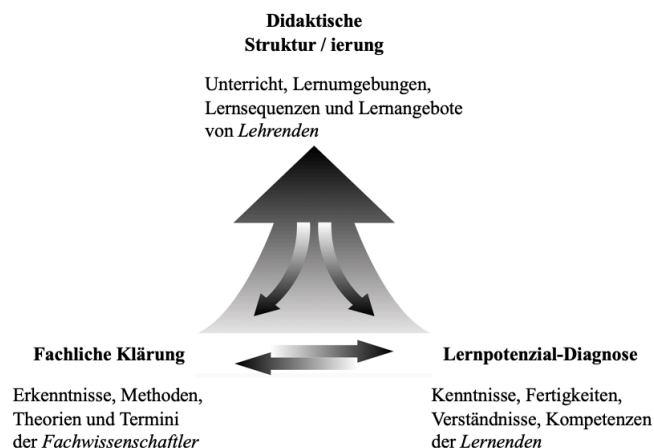 Didaktische
Struktur / ierung
Unterricht, Lernumgebungen,
Lernsequenzen und Lernangebote
von Lehrenden
Fachliche Klärung
Erkenntnisse, Methoden,
Theorien und Termini
der Fachwissenschaftler
Lernpotenzial-Diagnose
Kenntnisse, Fertigkeiten,
Verständnisse, Kompetenzen
der Lernenden